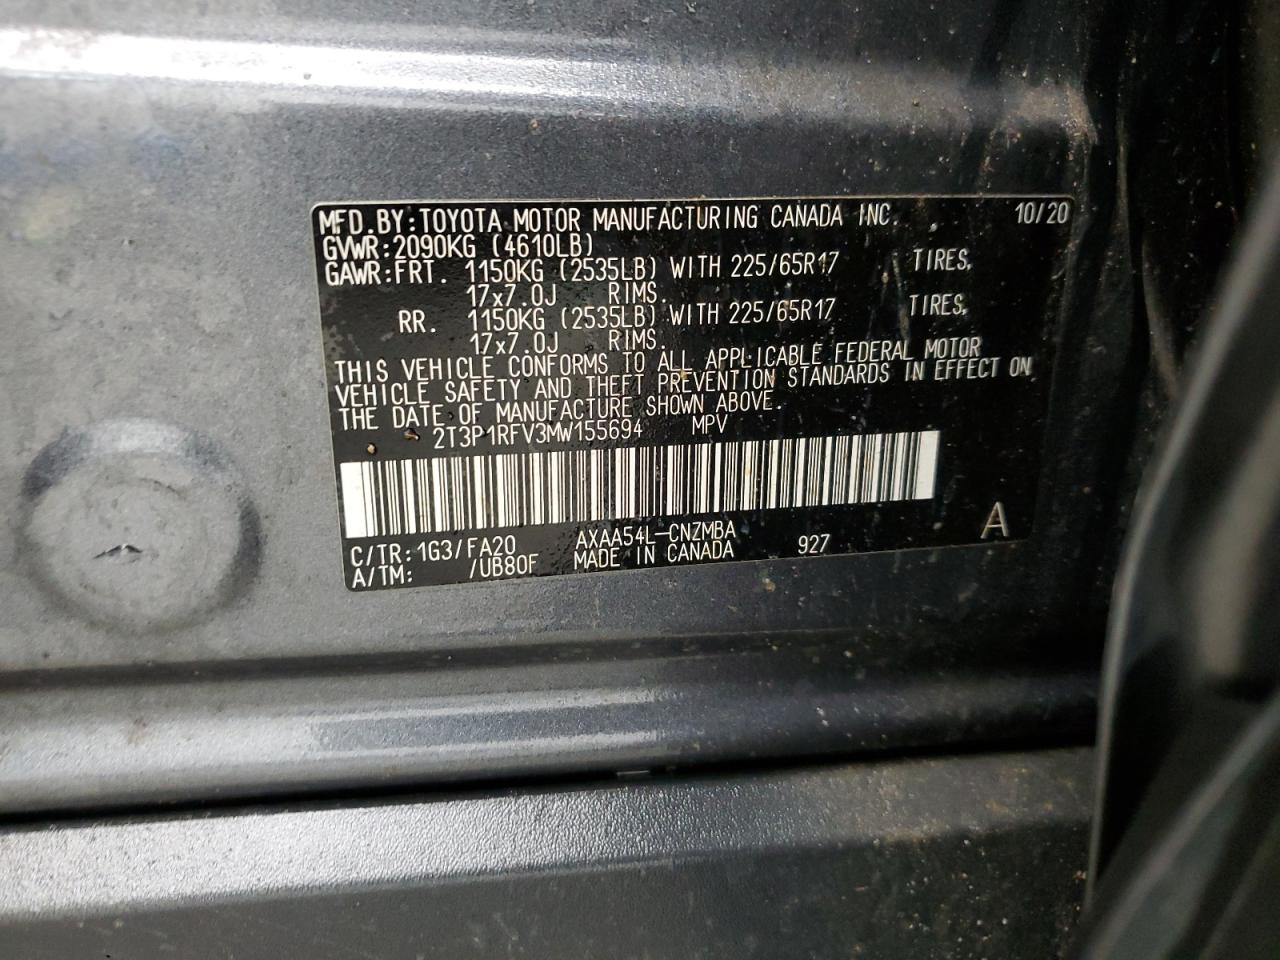 MFD.BY:TOYOTA MOTOR MANUFACTURING CANADA INC. 10/20
GVWR:2090KG (4610LB)
GAWR:FRT. 1150KG (2535LB) WITH 225/65R17 TIRES,
17x7.0J RIMS.
RR. 1150KG (2535LB) WITH 225/65R17 TIRES,
17x7.0J RIMS.
THIS VEHICLE CONFORMS TO ALL APPLICABLE FEDERAL MOTOR
VEHICLE SAFETY AND THEFT PREVENTION STANDARDS IN EFFECT ON
THE DATE OF MANUFACTURE SHOWN ABOVE.
2T3P1RFV3MW155694 MPV
C/TR:1G3/FA20 AXAA54L-CNZMBA
A/TM: /UB80F MADE IN CANADA 927 A